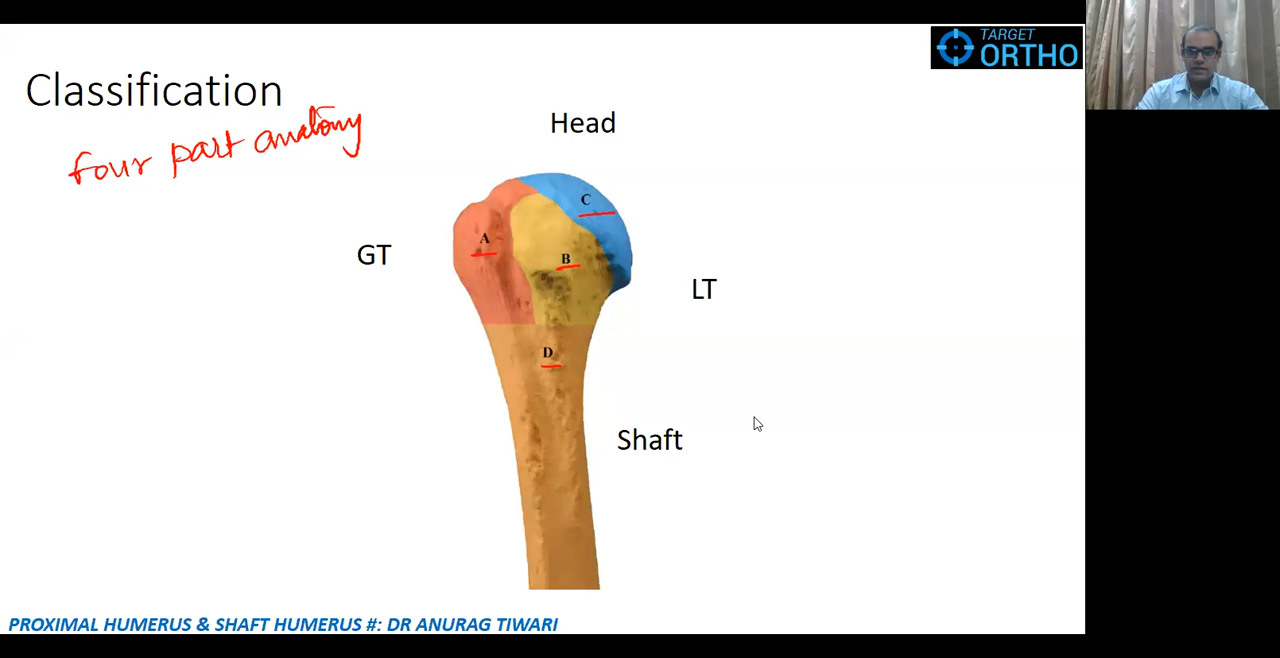 TARGET
ORTHO
Classification
four part anatomy
Head
C
A
GT
B
LT
D
Shaft
PROXIMAL HUMERUS & SHAFT HUMERUS #: DR ANURAG TIWARI